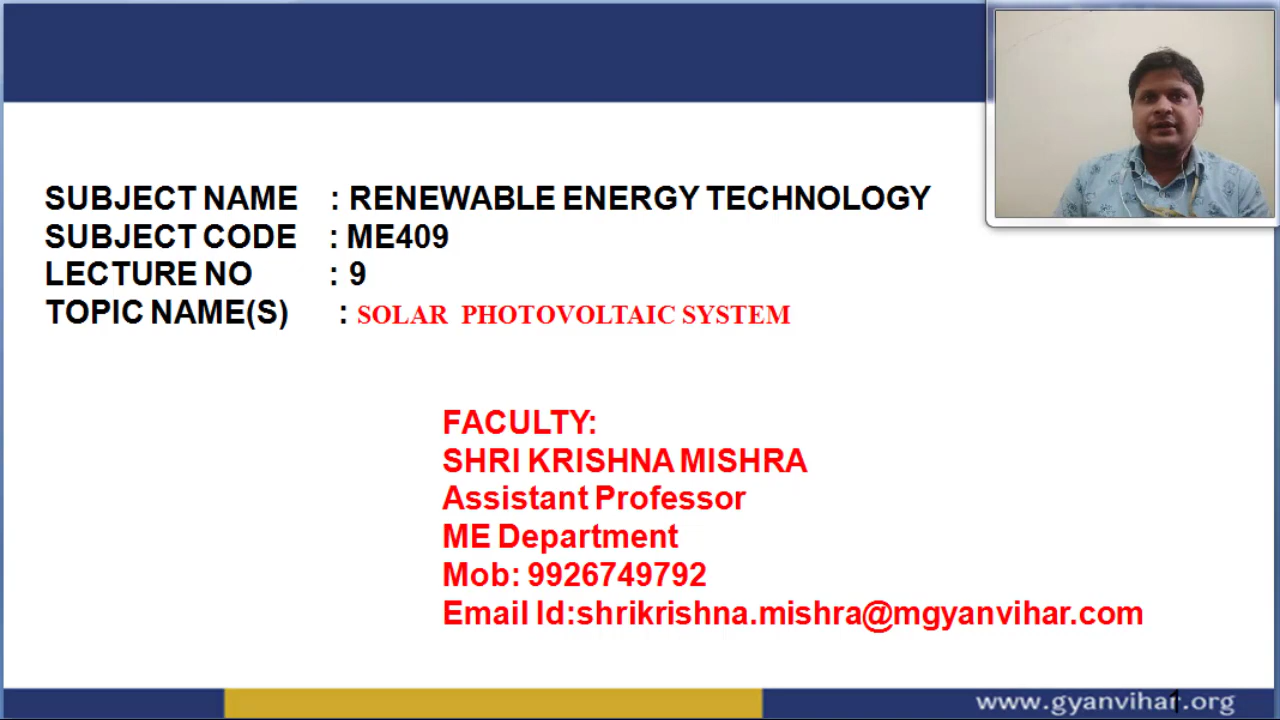 SUBJECT NAME : RENEWABLE ENERGY TECHNOLOGY
SUBJECT CODE : ME409
LECTURE NO : 9
TOPIC NAME(S) : SOLAR PHOTOVOLTAIC SYSTEM
FACULTY:
SHRI KRISHNA MISHRA
Assistant Professor
ME Department
Mob: 9926749792
Email Id:shrikrishna.mishra@mgyanvihar.com
www.gyanvihar.org
1